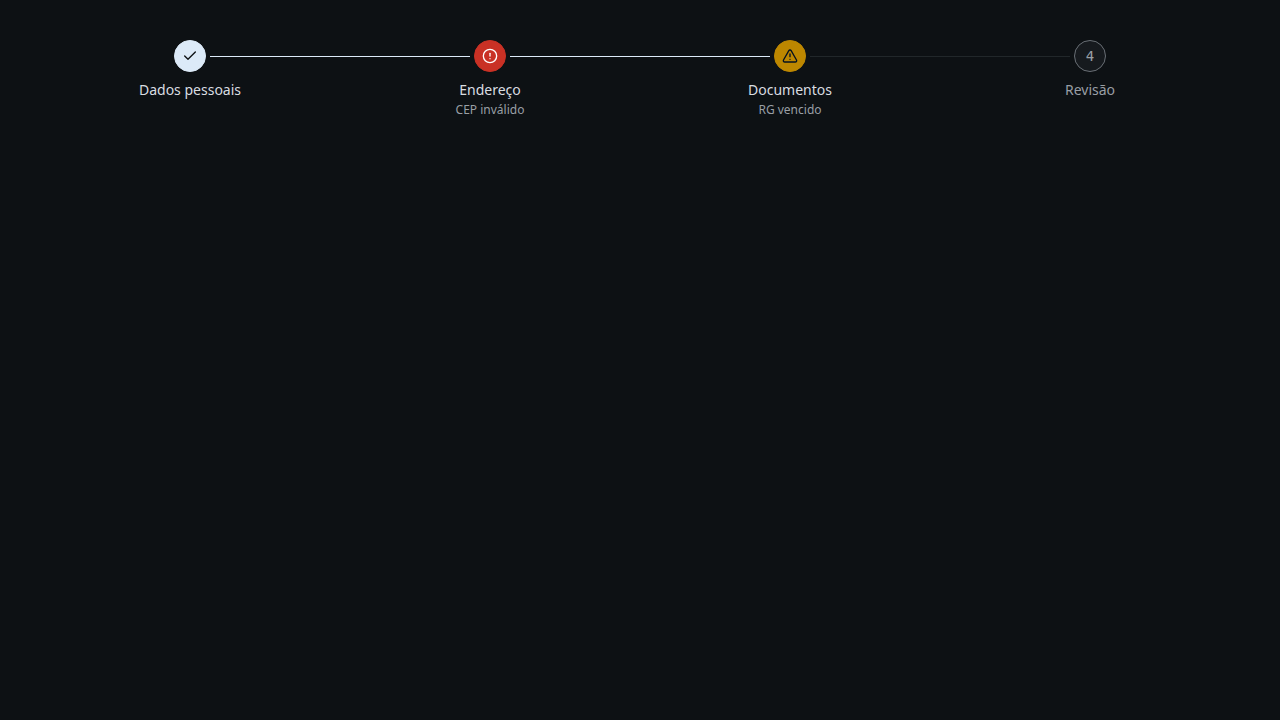 Dados pessoais
Endereço
CEP inválido
Documentos
RG vencido
4
Revisão